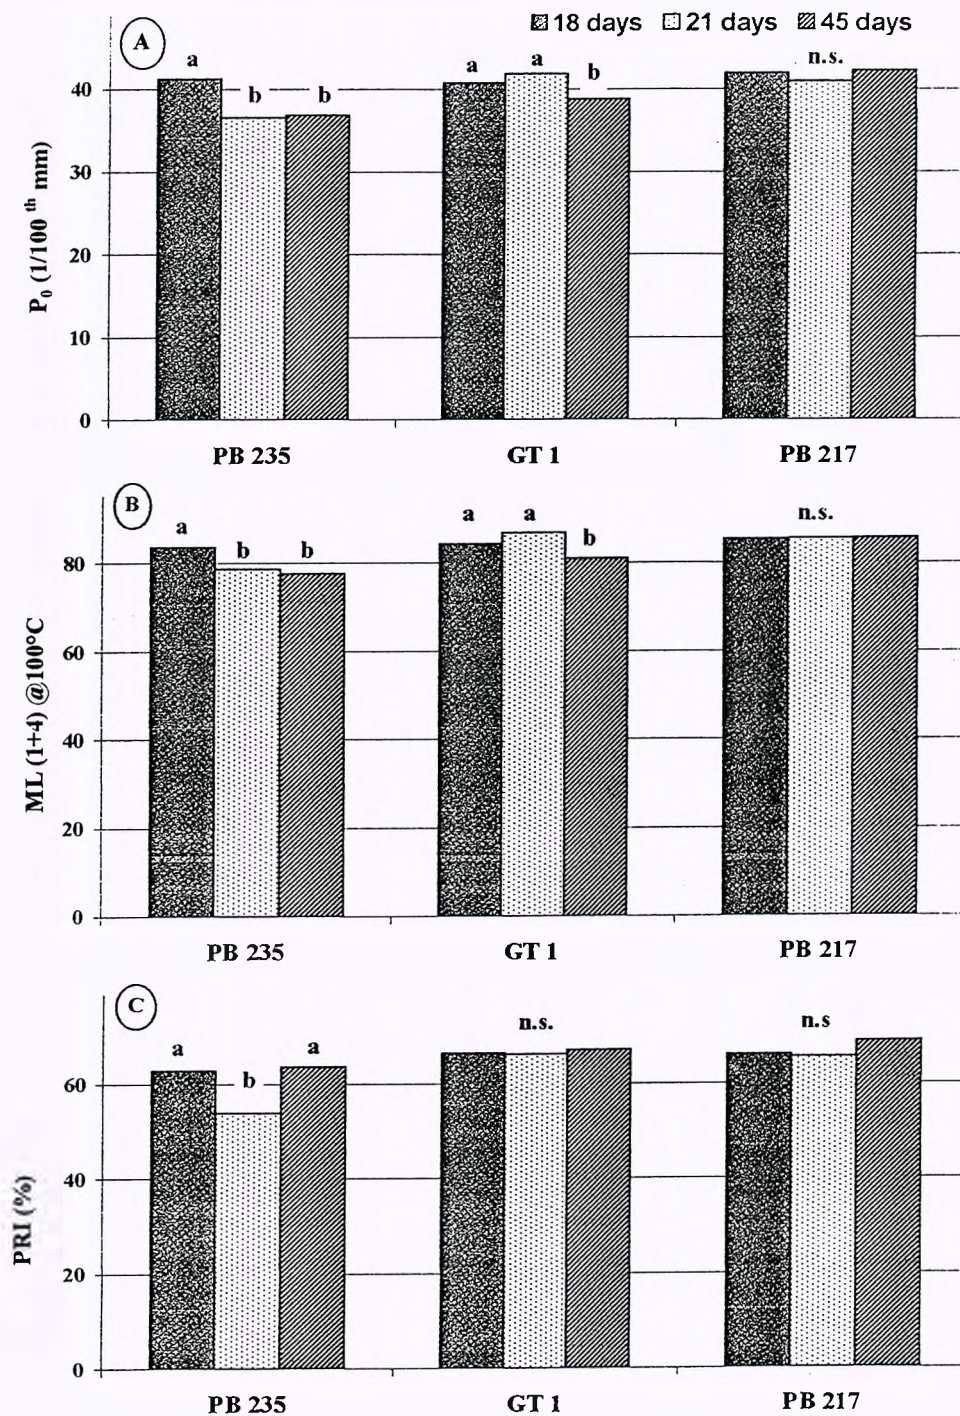 18 days 21 days 45 days
A
a b b a a b n.s.
40
30
20
10
0
P0 (1/100 th mm)
PB 235 GT 1 PB 217
B
a b b a a b n.s.
80
60
40
20
0
ML (1+4) @100°C
PB 235 GT 1 PB 217
C
a b a n.s. n.s
60
40
20
0
PRI (%)
PB 235 GT 1 PB 217